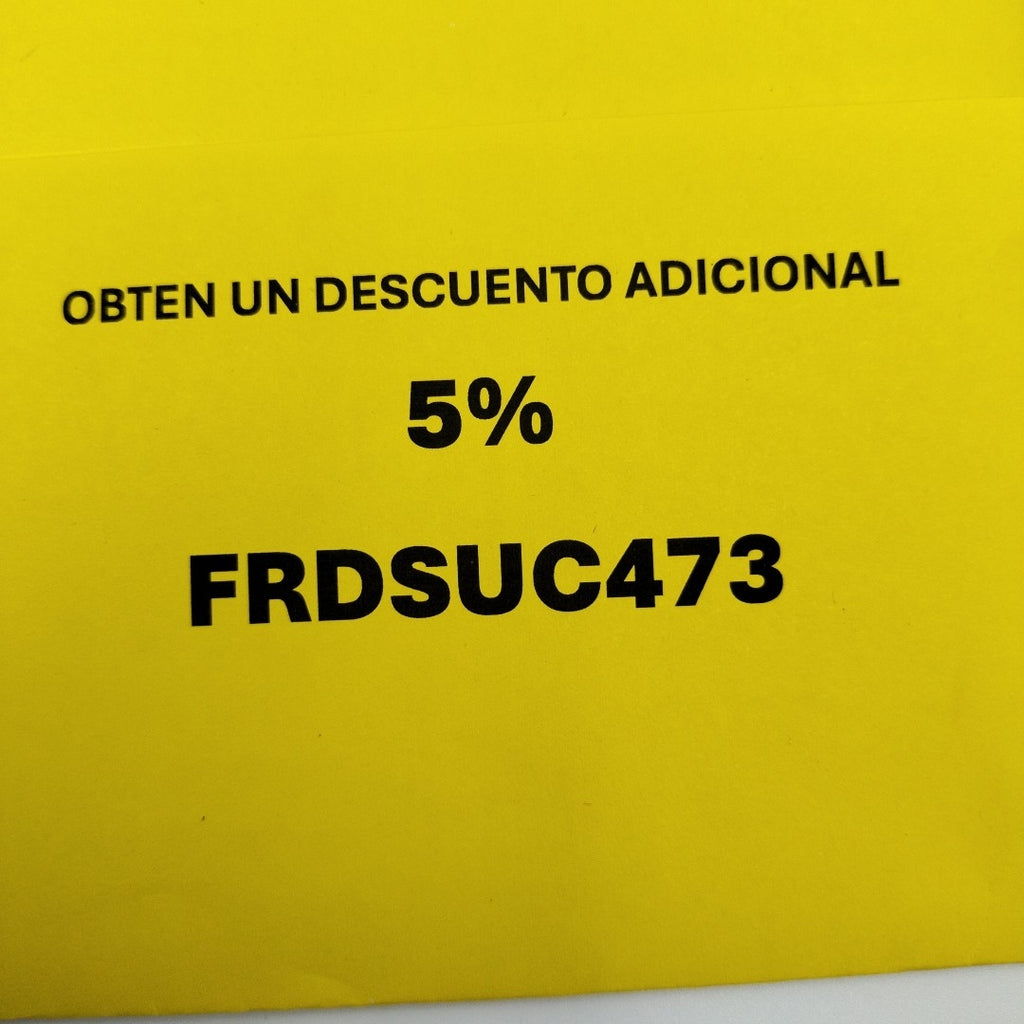 OBTEN UN DESCUENTO ADICIONAL
5%
FRDSUC473